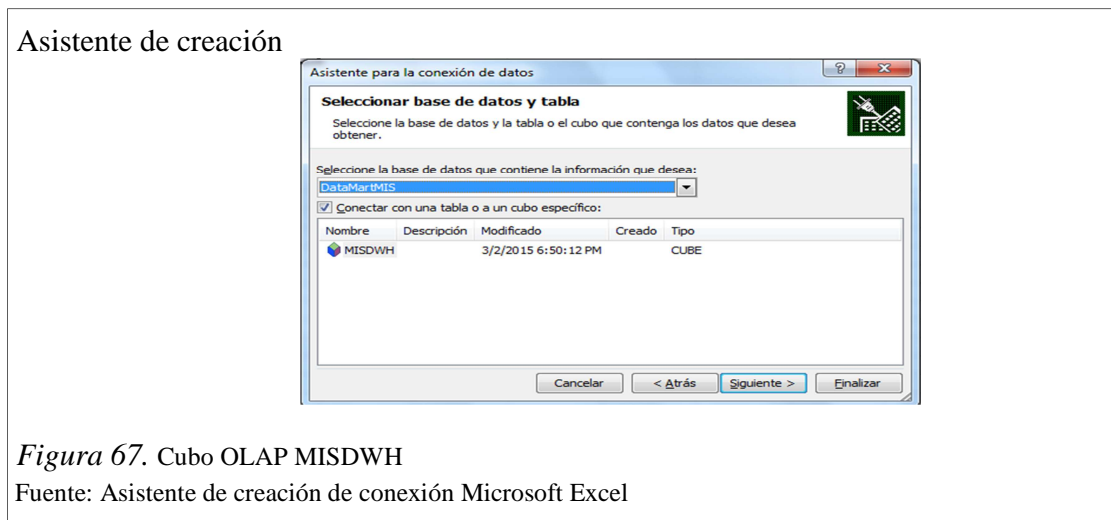 Asistente de creación
Asistente para la conexión de datos
Seleccionar base de datos y tabla
Seleccione la base de datos y la tabla o el cubo que contenga los datos que desea
obtener.
Seleccione la base de datos que contiene la información que desea:
DataMartMIS
Conectar con una tabla o a un cubo específico:
Nombre Descripción Modificado Creado Tipo
MISDWH 3/2/2015 6:50:12 PM CUBE
Cancelar < Atrás Siguiente > Finalizar
Figura 67. Cubo OLAP MISDWH
Fuente: Asistente de creación de conexión Microsoft Excel